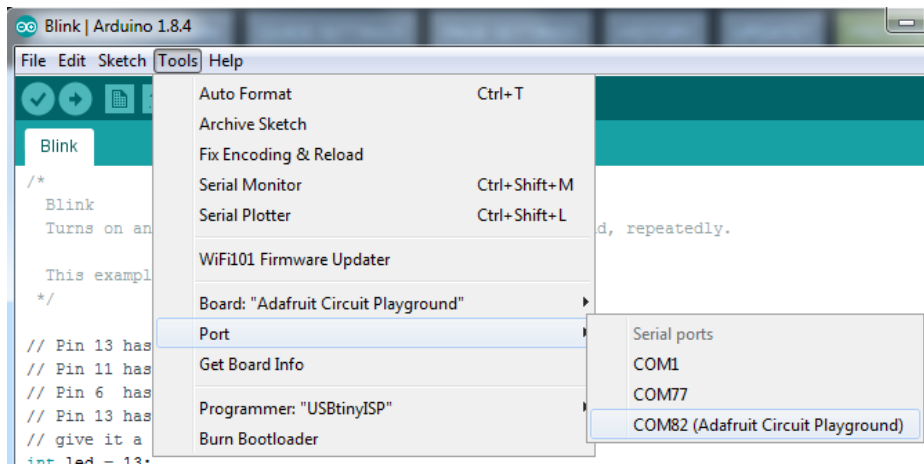 Blink | Arduino 1.8.4
File Edit Sketch Tools Help
Blink
Auto Format Ctrl+T
Archive Sketch
Fix Encoding & Reload
Serial Monitor Ctrl+Shift+M
Serial Plotter Ctrl+Shift+L
WiFi101 Firmware Updater
Board: "Adafruit Circuit Playground"
Port
Get Board Info
Programmer: "USBtinyISP"
Burn Bootloader
Serial ports
COM1
COM77
COM82 (Adafruit Circuit Playground)
/*
Blink
Turns on an d, repeatedly.
This exampl
*/
// Pin 13 has
// Pin 11 has
// Pin 6 has
// Pin 13 has
// give it a
int led = 13;